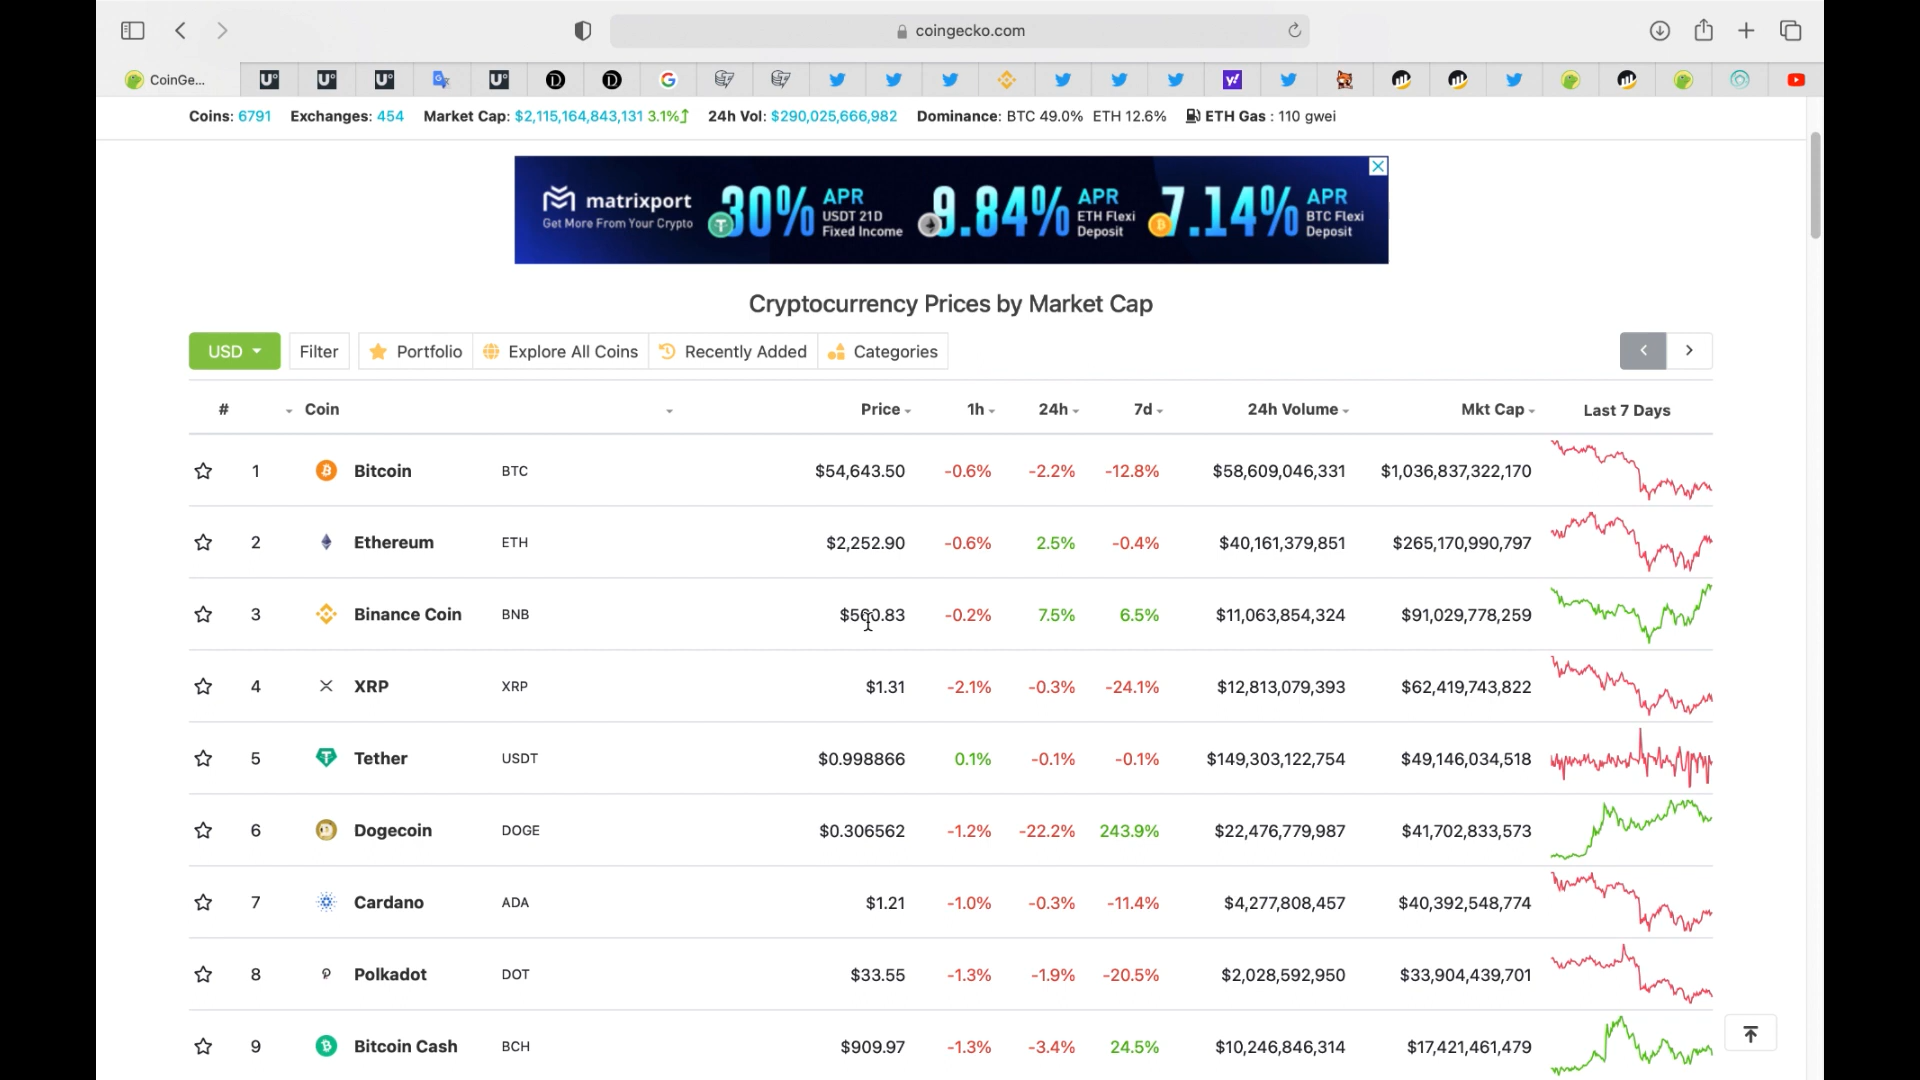 coingecko.com
CoinGe...
Coins: 6791 Exchanges: 454 Market Cap: $2,115,164,843,131 3.1% 24h Vol: $290,025,666,982 Dominance: BTC 49.0% ETH 12.6% ETH Gas : 110 gwei
matrixport
Get More From Your Crypto
30% APR
USDT 21D
Fixed Income
9.84% APR
ETH Flexi
Deposit
7.14% APR
BTC Flexi
Deposit
Cryptocurrency Prices by Market Cap
USD Filter Portfolio Explore All Coins Recently Added Categories
# Coin Price 1h 24h 7d 24h Volume Mkt Cap Last 7 Days
1 Bitcoin BTC $54,643.50 -0.6% -2.2% -12.8% $58,609,046,331 $1,036,837,322,170
2 Ethereum ETH $2,252.90 -0.6% 2.5% -0.4% $40,161,379,851 $265,170,990,797
3 Binance Coin BNB $560.83 -0.2% 7.5% 6.5% $11,063,854,324 $91,029,778,259
4 XRP XRP $1.31 -2.1% -0.3% -24.1% $12,813,079,393 $62,419,743,822
5 Tether USDT $0.998866 0.1% -0.1% -0.1% $149,303,122,754 $49,146,034,518
6 Dogecoin DOGE $0.306562 -1.2% -22.2% 243.9% $22,476,779,987 $41,702,833,573
7 Cardano ADA $1.21 -1.0% -0.3% -11.4% $4,277,808,457 $40,392,548,774
8 Polkadot DOT $33.55 -1.3% -1.9% -20.5% $2,028,592,950 $33,904,439,701
9 Bitcoin Cash BCH $909.97 -1.3% -3.4% 24.5% $10,246,846,314 $17,421,461,479